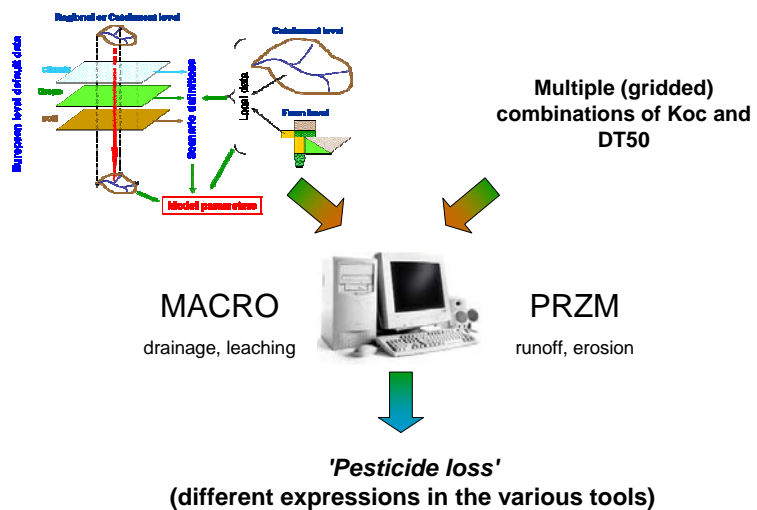 Regional or Catchment level
Catchment level
European level default data
climate
soil
Scenario definitions
Local data
Farm level
Model parameters
Multiple (gridded)
combinations of Koc and
DT50
MACRO
drainage, leaching
PRZM
runoff, erosion
'Pesticide loss'
(different expressions in the various tools)